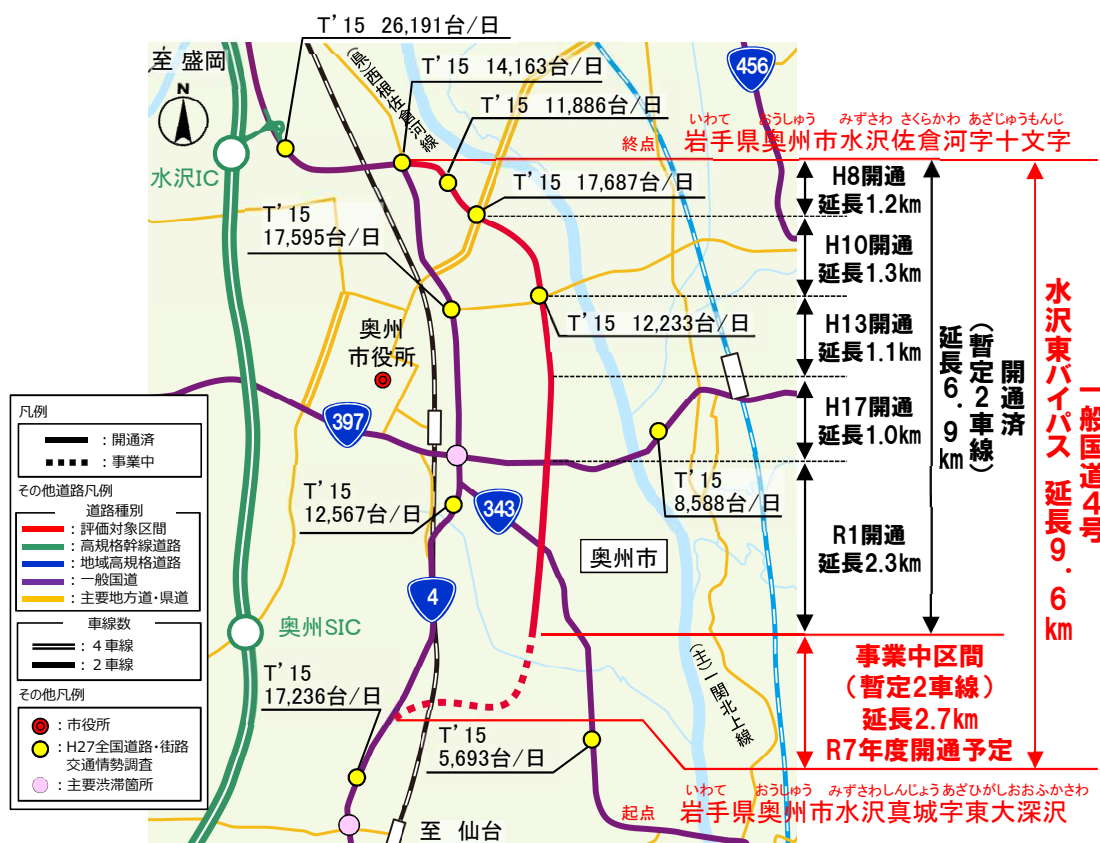 T'15 26,191台/日
至 盛岡
N
(県)西根佐倉河線
T'15 14,163台/日
T'15 11,886台/日
456
いわて おうしゅう みずさわ さくらかわ あざじゅうもんじ
終点 岩手県奥州市水沢佐倉河字十文字
水沢IC
T'15 17,687台/日
T'15
17,595台/日
T'15 12,233台/日
奥州
市役所
397
T'15
8,588台/日
T'15
12,567台/日
343
奥州市
4
奥州SIC
T'15
17,236台/日
T'15
5,693台/日
(主)一関北上線
至 仙台
H8開通
延長1.2km
H10開通
延長1.3km
H13開通
延長1.1km
H17開通
延長1.0km
R1開通
延長2.3km
開通済
(暫定2車線)
延長6.9km
一般国道4号
水沢東バイパス 延長9.6km
事業中区間
(暫定2車線)
延長2.7km
R7年度開通予定
いわて おうしゅう みずさわしんじょうあざひがしおおふかさわ
起点 岩手県奥州市水沢真城字東大深沢
凡例
:開通済
:事業中
その他道路凡例
道路種別
:評価対象区間
:高規格幹線道路
:地域高規格道路
:一般国道
:主要地方道・県道
車線数
:4車線
:2車線
その他凡例
:市役所
:H27全国道路・街路
交通情勢調査
:主要渋滞箇所